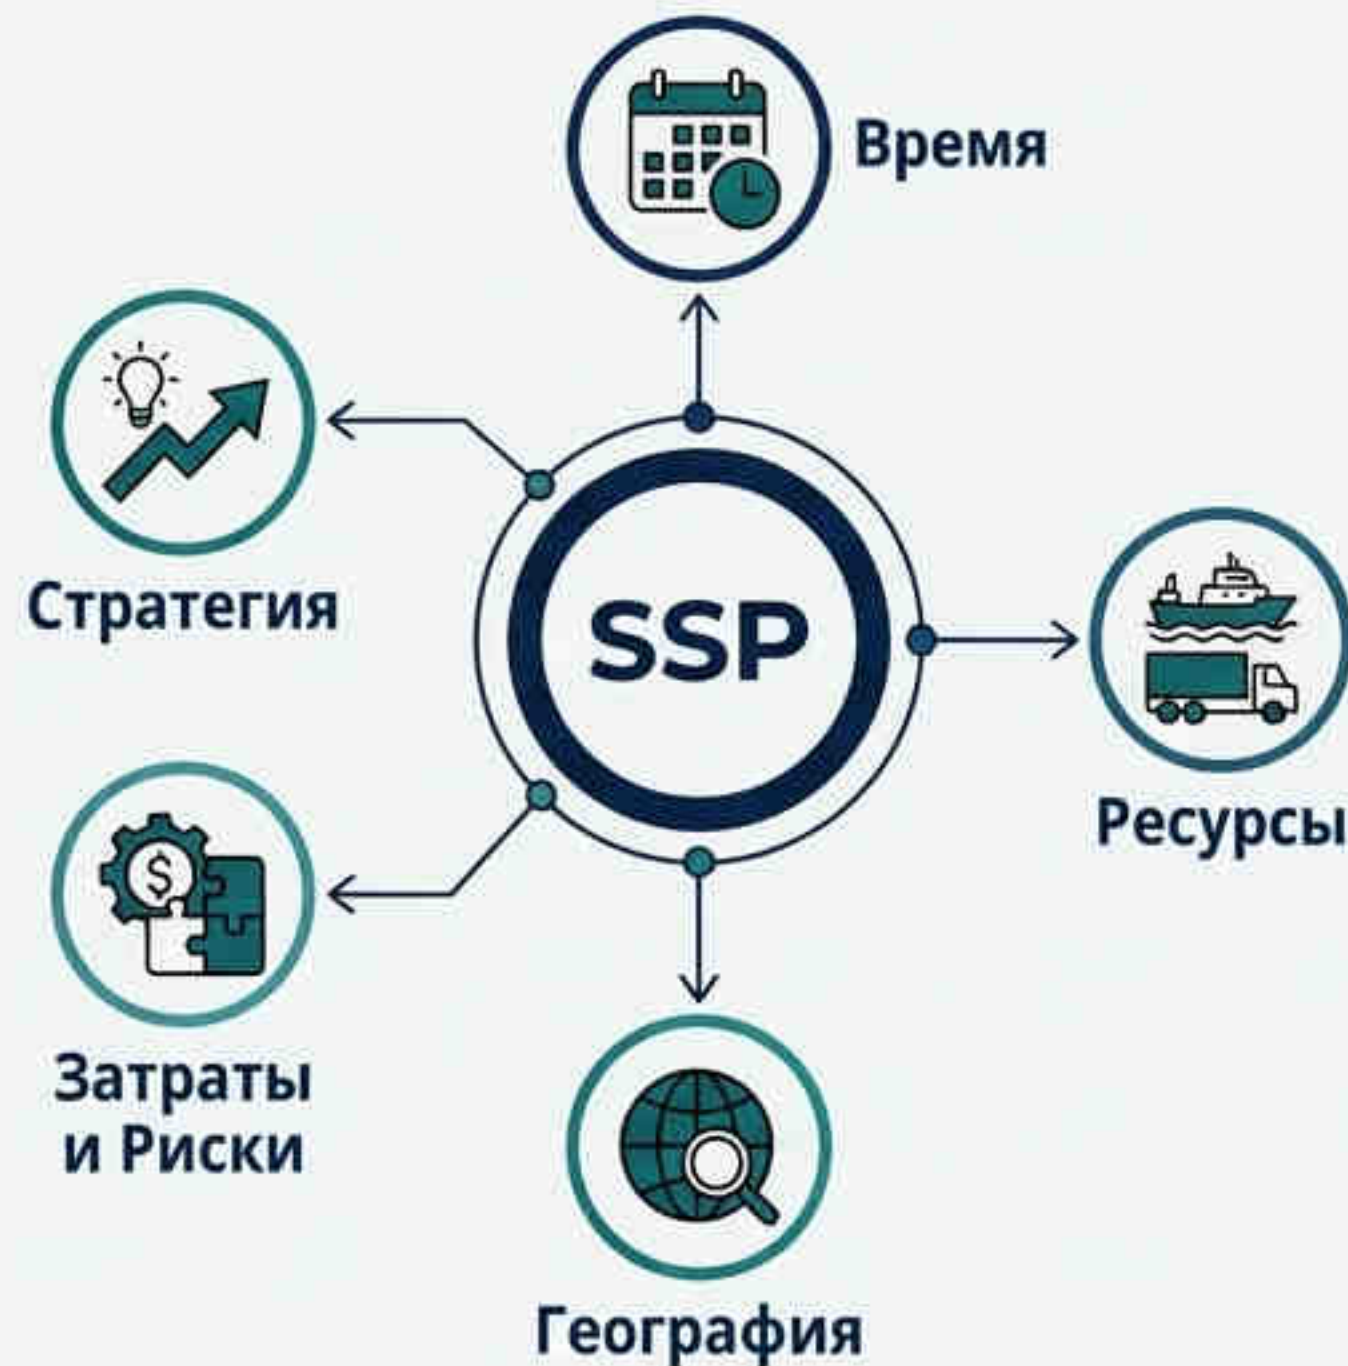 Время
Стратегия
SSP
$
Ресурсы
Затраты
и Риски
География